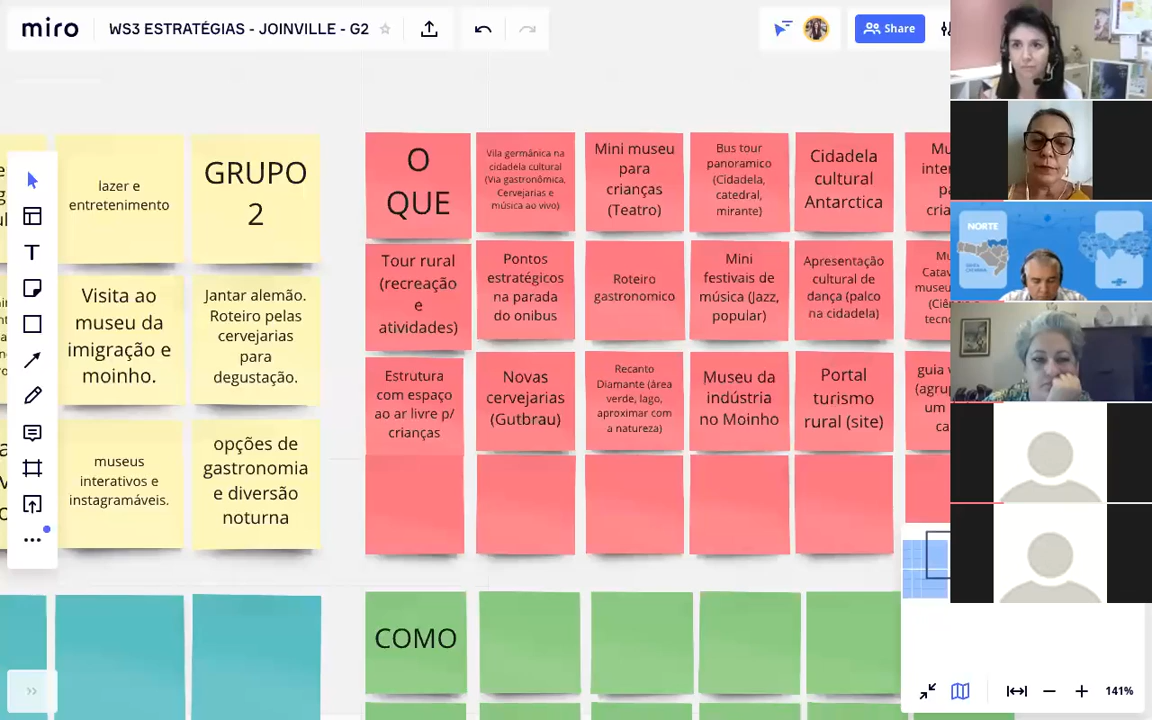 miro
WS3 ESTRATÉGIAS - JOINVILLE - G2
Share
lazer e
entretenimento
GRUPO
2
Visita ao
museu da
imigração e
moinho.
Jantar alemão.
Roteiro pelas
cervejarias
para
degustação.
museus
interativos e
instagramáveis.
opções de
gastronomia
e diversão
noturna
O
QUE
Vila germânica na
cidadela cultural
(Via gastronômica,
Cervejarias e
música ao vivo)
Mini museu
para
crianças
(Teatro)
Bus tour
panoramico
(Cidadela,
catedral,
mirante)
Cidadela
cultural
Antarctica
Tour rural
(recreação
e
atividades)
Pontos
estratégicos
na parada
do onibus
Roteiro
gastronomico
Mini
festivais de
música (Jazz,
popular)
Apresentação
cultural de
dança (palco
na cidadela)
Estrutura
com espaço
ao ar livre p/
crianças
Novas
cervejarias
(Gutbrau)
Recanto
Diamante (área
verde, lago,
aproximar com
a natureza)
Museu da
indústria
no Moinho
Portal
turismo
rural (site)
guia
(agru
um
ca
COMO
NORTE
141%